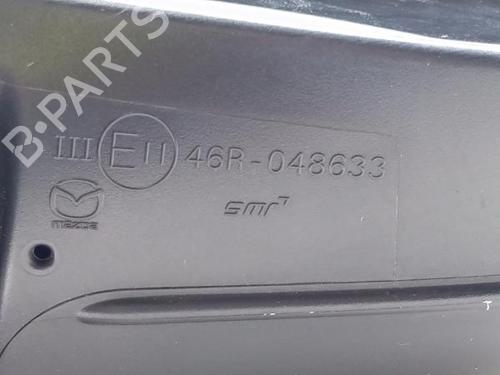 III E11 46R-048633
mazda
smr
B-PARTS